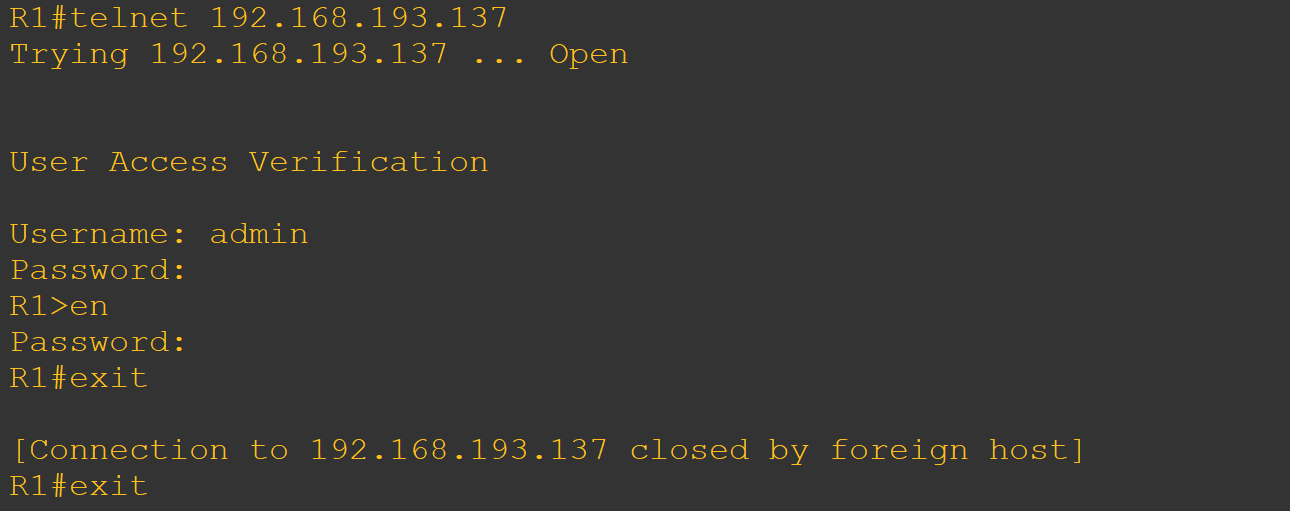 R1#telnet 192.168.193.137
Trying 192.168.193.137 ... Open
User Access Verification
Username: admin
Password:
R1>en
Password:
R1#exit
[Connection to 192.168.193.137 closed by foreign host]
R1#exit